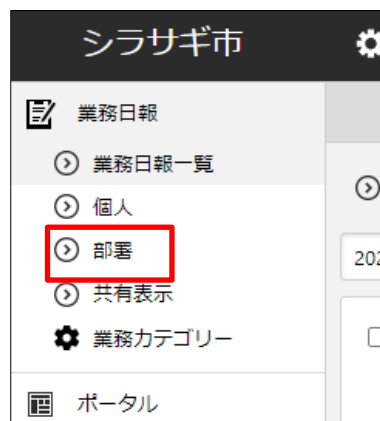 シラサギ市
業務日報
業務日報一覧
個人
部署
202
共有表示
業務カテゴリー
ポータル